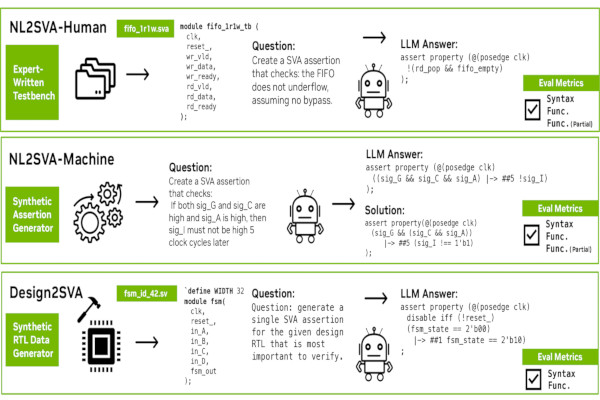 NL2SVA-Human
fifo_1r1w.sva
Expert-
Written
Testbench
module fifo_1r1w_tb (
clk,
reset_,
wr_vld,
wr_data,
wr_ready,
rd_vld,
rd_data,
rd_ready
);
Question:
Create a SVA assertion
that checks: the FIFO
does not underflow,
assuming no bypass.
LLM Answer:
assert property (@(posedge clk)
!(rd_pop && fifo_empty)
);
Eval Metrics
Syntax
Func.
Func.(Partial)
NL2SVA-Machine
Synthetic
Assertion
Generator
Question:
Create a SVA assertion
that checks:
If both sig_G and sig_C are
high and sig_A is high, then
sig_I must not be high 5
clock cycles later
LLM Answer:
assert property (@(posedge clk)
((sig_G && sig_C && sig_A) |-> ##5 !sig_I)
);
Solution:
assert property(@(posedge clk)
(sig_G && (sig_C && sig_A))
|-> ##5 (sig_I !== 1'b1)
);
Eval Metrics
Syntax
Func.
Func.(Partial)
Design2SVA
fsm_id_42.sv
Synthetic
RTL Data
Generator
`define WIDTH 32
module fsm(
clk,
reset_,
in_A,
in_B,
in_C,
in_D,
fsm_out
);
Question:
Question: generate a
single SVA assertion
for the given design
RTL that is most
important to verify.
LLM Answer:
assert property (@(posedge clk)
disable iff (!reset_)
(fsm_state == 2'b00)
|-> ##1 fsm_state == 2'b10)
;
Eval Metrics
Syntax
Func.